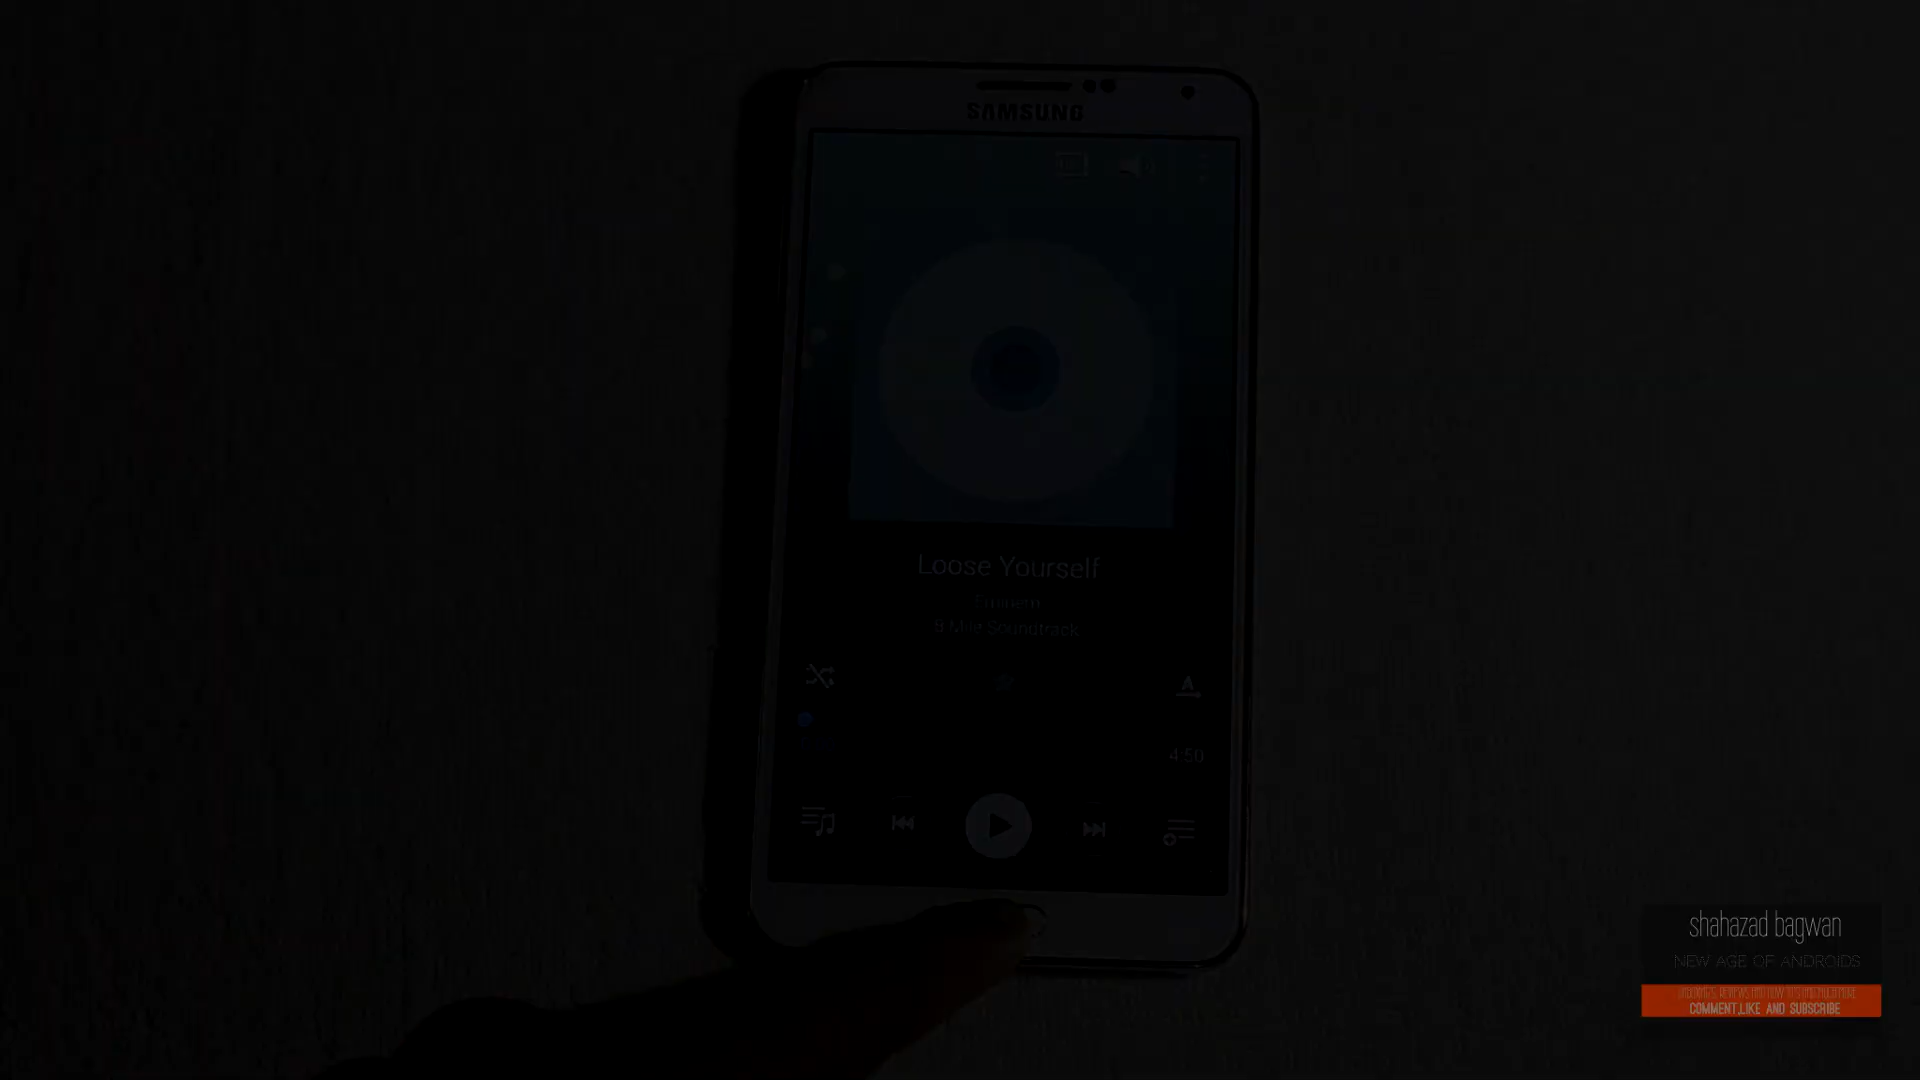 SAMSUNG
Loose Yourself
Eminem
8 Mile Soundtrack
A
4:50
shahazad bagwan
NEW AGE OF ANDROIDS
COMMENT,LIKE AND SUBSCRIBE